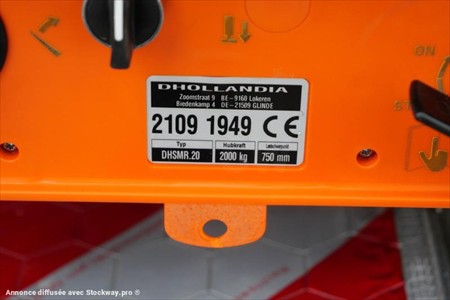 ON
ST
DHOLLANDIA
Zoomstraat 9 BE-9160 Lokeren
Biedenkamp 4 DE-21509 GLINDE
2109 1949 CE
Typ Hubkraft
DHSMR.20 2000 kg 750 mm
Annonce diffusée avec Stockway.pro ®